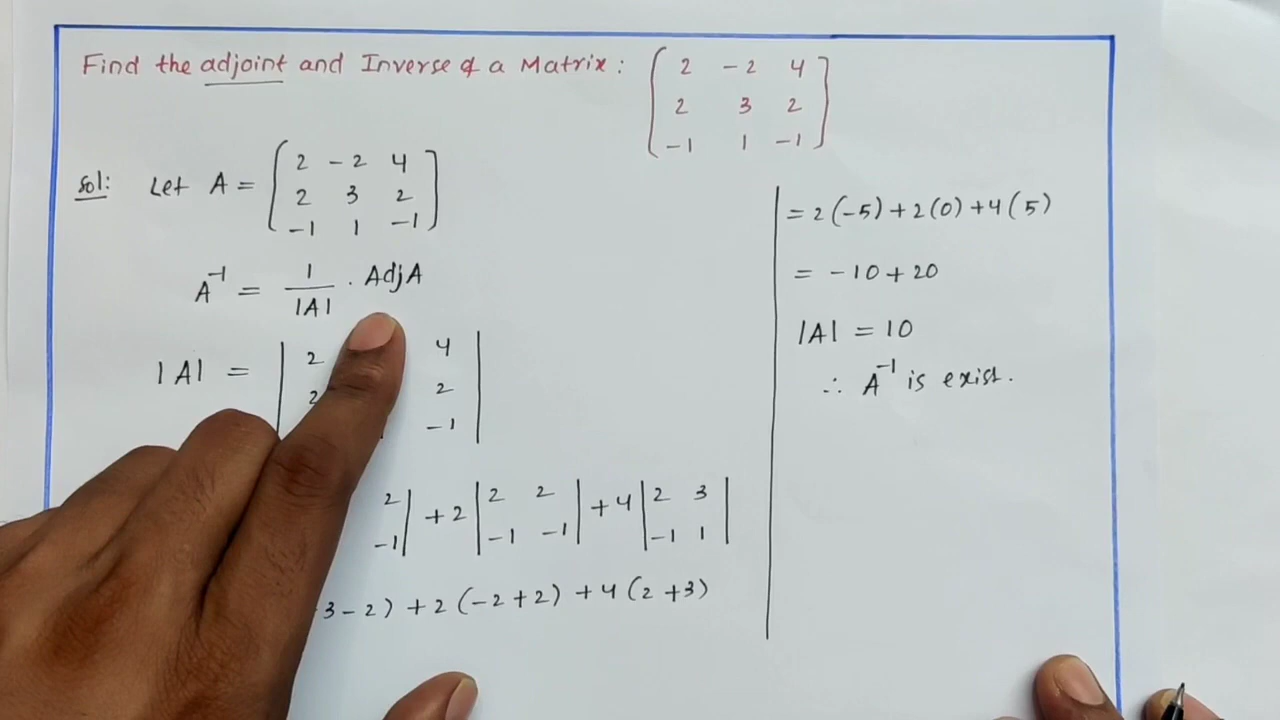 Find the adjoint and Inverse of a Matrix:
2 -2 4
2 3 2
-1 1 -1
Sol: Let A =
2 -2 4
2 3 2
-1 1 -1
A⁻¹ = 1/|A| . AdjA
|A| =
2 4
2 2
-1
2
-1
+2
2 2
-1 -1
+4
2 3
-1 1
3-2) +2(-2+2) +4(2+3)
= 2(-5)+2(0)+4(5)
= -10+20
|A| = 10
∴ A⁻¹ is exist.